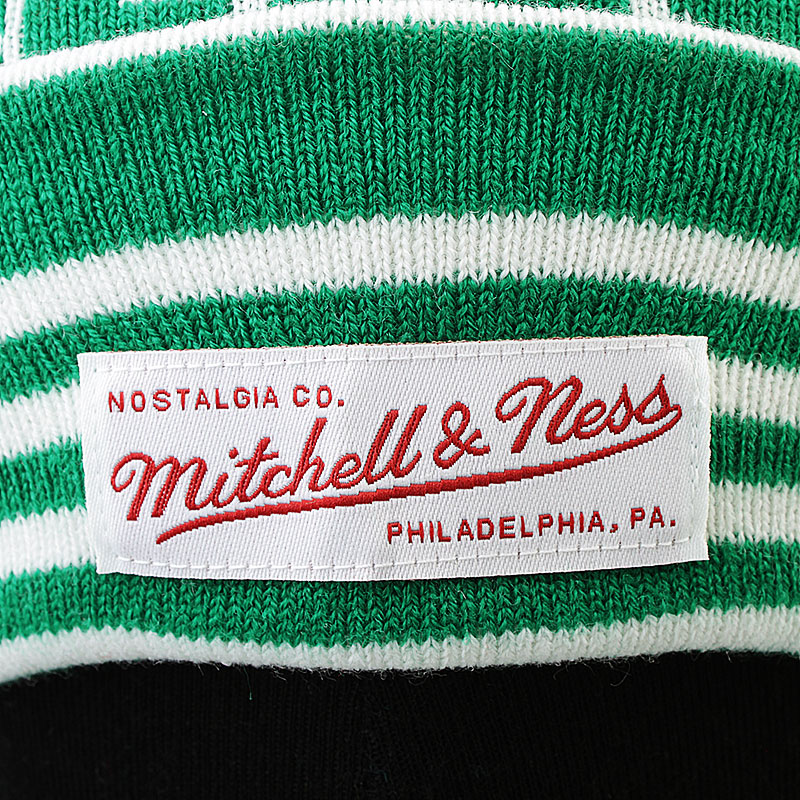 NOSTALGIA CO.
Mitchell & Ness
PHILADELPHIA, PA.